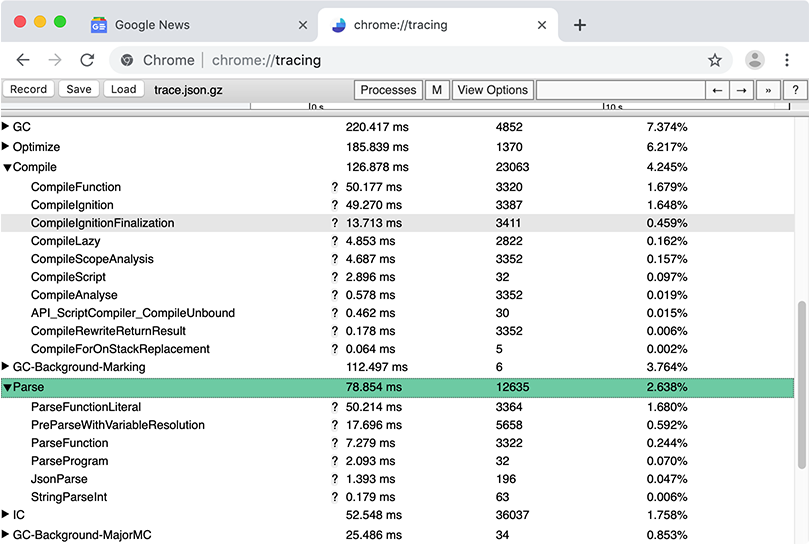 Google News × chrome://tracing × +
Chrome | chrome://tracing
Record Save Load trace.json.gz Processes M View Options ← → » ?
0 s 10 s
GC 220.417 ms 4852 7.374%
Optimize 185.839 ms 1370 6.217%
Compile 126.878 ms 23063 4.245%
CompileFunction ? 50.177 ms 3320 1.679%
CompileIgnition ? 49.270 ms 3387 1.648%
CompileIgnitionFinalization ? 13.713 ms 3411 0.459%
CompileLazy ? 4.853 ms 2822 0.162%
CompileScopeAnalysis ? 4.687 ms 3352 0.157%
CompileScript ? 2.896 ms 32 0.097%
CompileAnalyse ? 0.578 ms 3352 0.019%
API_ScriptCompiler_CompileUnbound ? 0.462 ms 30 0.015%
CompileRewriteReturnResult ? 0.178 ms 3352 0.006%
CompileForOnStackReplacement ? 0.064 ms 5 0.002%
GC-Background-Marking 112.497 ms 6 3.764%
Parse 78.854 ms 12635 2.638%
ParseFunctionLiteral ? 50.214 ms 3364 1.680%
PreParseWithVariableResolution ? 17.696 ms 5658 0.592%
ParseFunction ? 7.279 ms 3322 0.244%
ParseProgram ? 2.093 ms 32 0.070%
JsonParse ? 1.393 ms 196 0.047%
StringParseInt ? 0.179 ms 63 0.006%
IC 52.548 ms 36037 1.758%
GC-Background-MajorMC 25.486 ms 34 0.853%